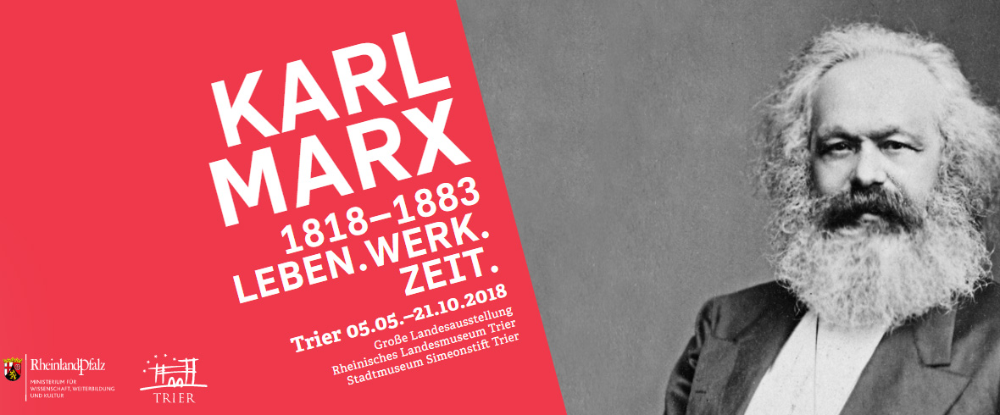 KARL
MARX
1818–1883
LEBEN. WERK.
ZEIT.
Trier 05.05.–21.10.2018
Große Landesausstellung
Rheinisches Landesmuseum Trier
Stadtmuseum Simeonstift Trier
RheinlandPfalz
MINISTERIUM FÜR
WISSENSCHAFT, WEITERBILDUNG
UND KULTUR
TRIER